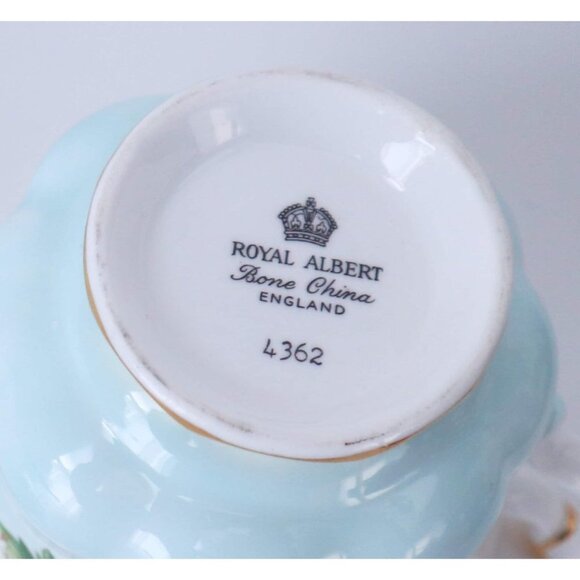 ROYAL ALBERT
Bone China
ENGLAND
4362